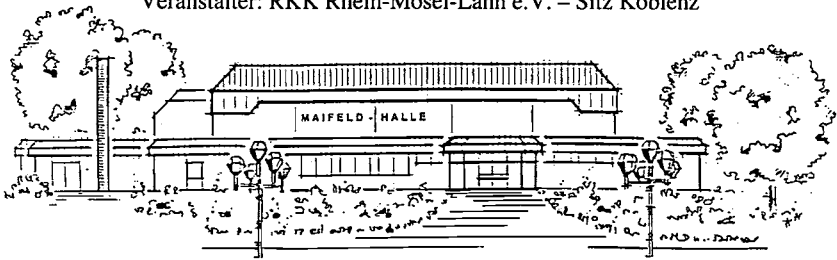 Veranstalter: RKK Rhein-Mosel-Lahn e.V. – Sitz Koblenz
MAIFELD-HALLE